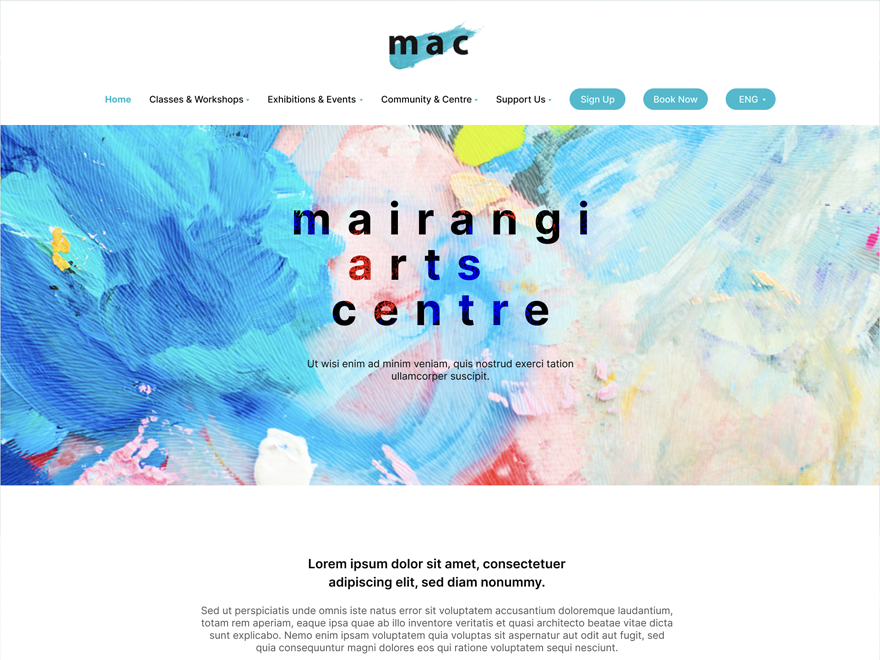 mac
Home Classes & Workshops Exhibitions & Events Community & Centre Support Us Sign Up Book Now ENG
mairangi
arts
centre
Ut wisi enim ad minim veniam, quis nostrud exerci tation
ullamcorper suscipit.
Lorem ipsum dolor sit amet, consectetuer
adipiscing elit, sed diam nonummy.
Sed ut perspiciatis unde omnis iste natus error sit voluptatem accusantium doloremque laudantium,
totam rem aperiam, eaque ipsa quae ab illo inventore veritatis et quasi architecto beatae vitae dicta
sunt explicabo. Nemo enim ipsam voluptatem quia voluptas sit aspernatur aut odit aut fugit, sed
quia consequuntur magni dolores eos qui ratione voluptatem sequi nesciunt.